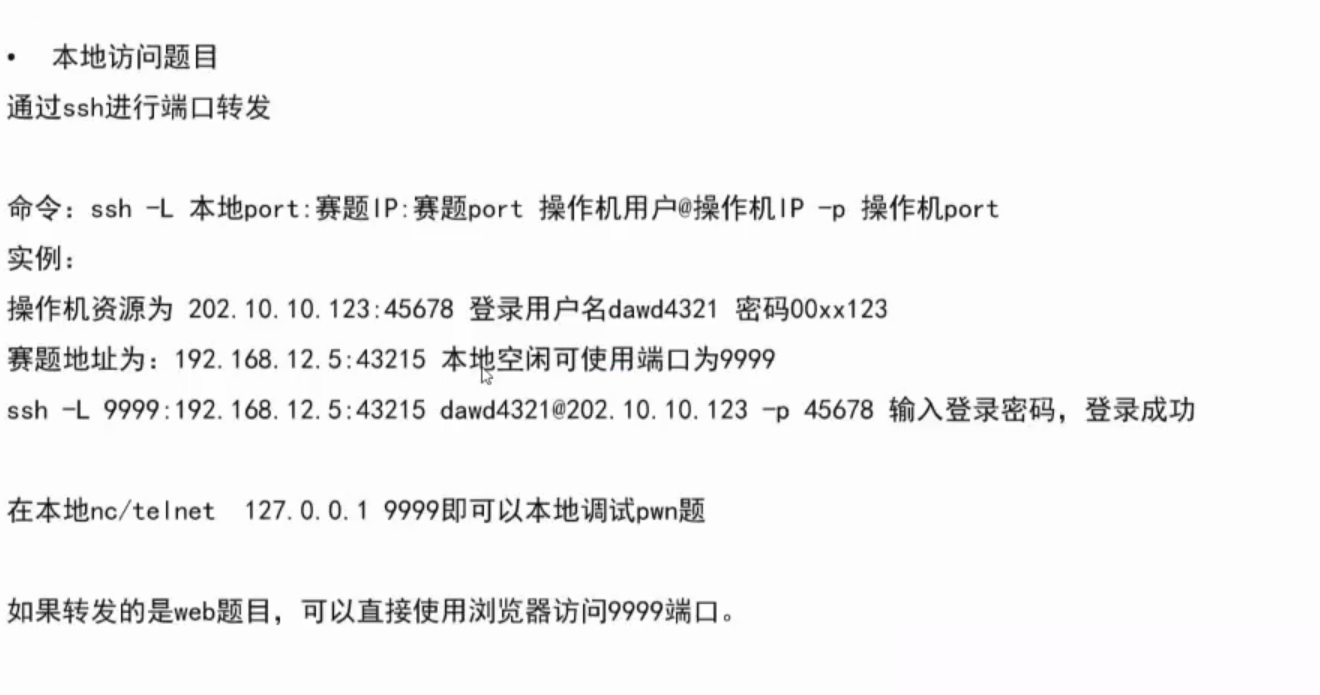 • 本地访问题目
通过ssh进行端口转发
命令：ssh -L 本地port:赛题IP:赛题port 操作机用户@操作机IP -p 操作机port
实例：
操作机资源为 202.10.10.123:45678 登录用户名dawd4321 密码00xx123
赛题地址为：192.168.12.5:43215 本地空闲可使用端口为9999
ssh -L 9999:192.168.12.5:43215 dawd4321@202.10.10.123 -p 45678 输入登录密码，登录成功
在本地nc/telnet 127.0.0.1 9999即可以本地调试pwn题
如果转发的是web题目，可以直接使用浏览器访问9999端口。